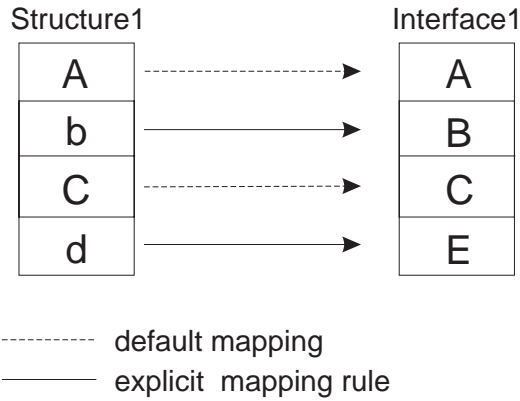 Structure1 Interface1
A A
b B
C C
d E
default mapping
explicit mapping rule